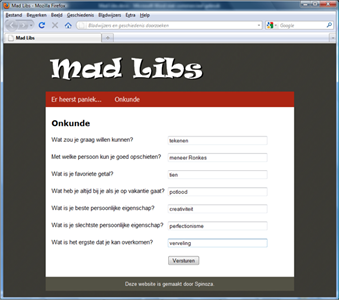 Mad Libs - Mozilla Firefox
Bestand Bewerken Beeld Geschiedenis Bladwijzers Extra Help
Bladwijzers en geschiedenis doorzoeken
Google
Mad Libs
Mad Libs
Er heerst paniek... Onkunde
Onkunde
Wat zou je graag willen kunnen? tekenen
Met welke persoon kun je goed opschieten? meneer Ronkes
Wat is je favoriete getal? tien
Wat heb je altijd bij je als je op vakantie gaat? potlood
Wat is je beste persoonlijke eigenschap? creativiteit
Wat is je slechtste persoonlijke eigenschap? perfectionisme
Wat is het ergste dat je kan overkomen? verveling
Versturen
Deze website is gemaakt door Spinoza